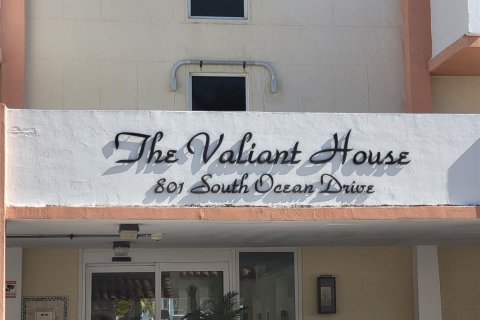 The Valiant House
801 South Ocean Drive